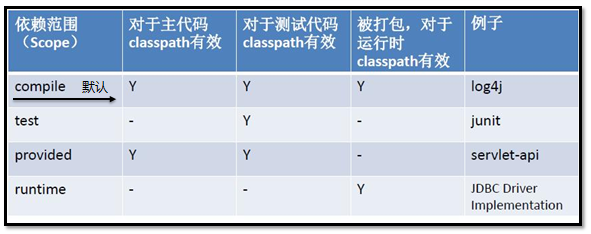 依赖范围
（Scope）
对于主代码
classpath有效
对于测试代码
classpath有效
被打包，对于
运行时
classpath有效
例子
compile 默认 Y Y Y log4j
test - Y - junit
provided Y Y - servlet-api
runtime - - Y JDBC Driver
Implementation